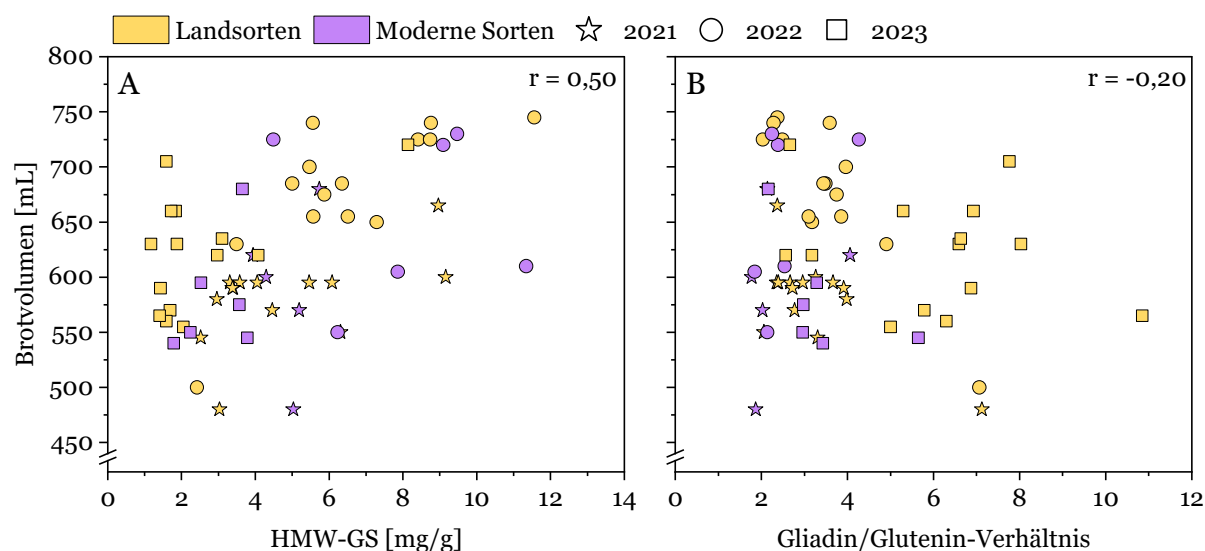 Landsorten Moderne Sorten 2021 2022 2023
A r = 0,50
B r = -0,20
Brotvolumen [mL]
800
750
700
650
600
550
500
450
0 2 4 6 8 10 12 14
0 2 4 6 8 10 12
HMW-GS [mg/g]
Gliadin/Glutenin-Verhältnis